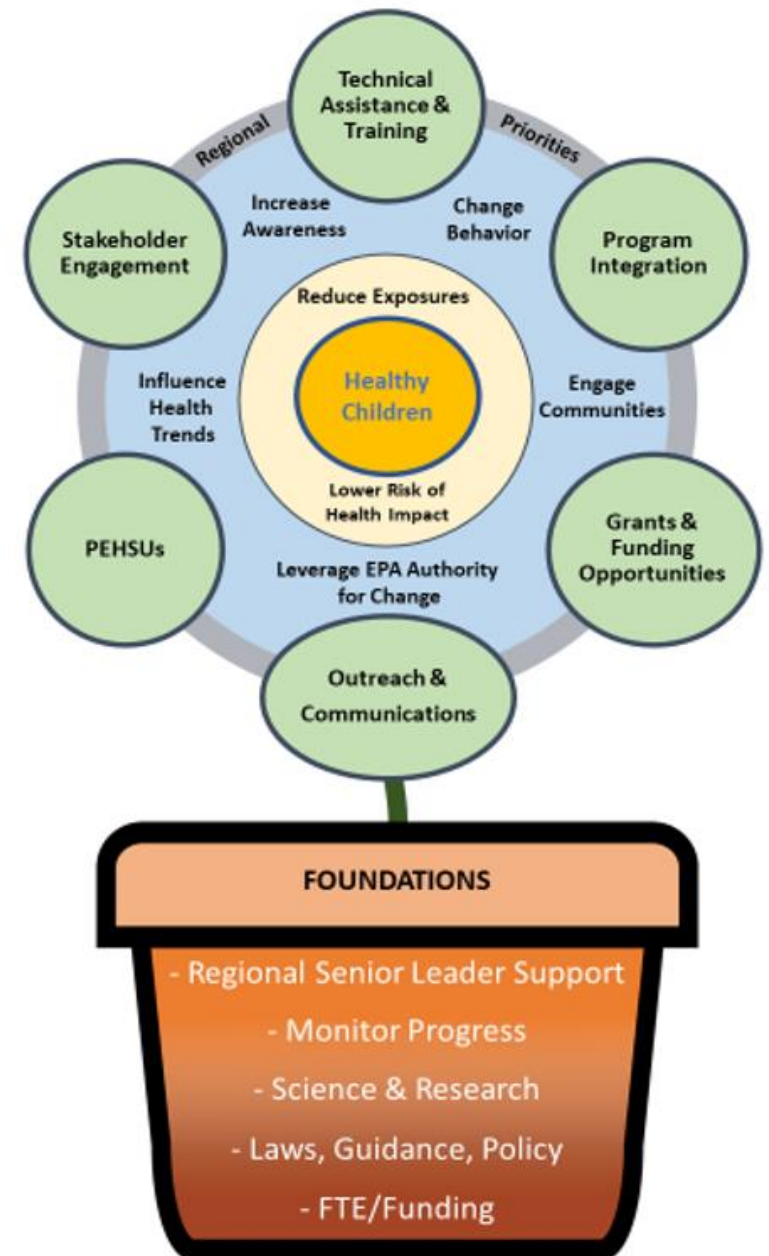 Technical
Assistance &
Training
Regional
Priorities
Stakeholder
Engagement
Increase
Awareness
Change
Behavior
Program
Integration
Reduce Exposures
Healthy
Children
Influence
Health
Trends
Engage
Communities
Lower Risk of
Health Impact
PEHSUs
Grants &
Funding
Opportunities
Leverage EPA Authority
for Change
Outreach &
Communications
FOUNDATIONS
- Regional Senior Leader Support
- Monitor Progress
- Science & Research
- Laws, Guidance, Policy
- FTE/Funding